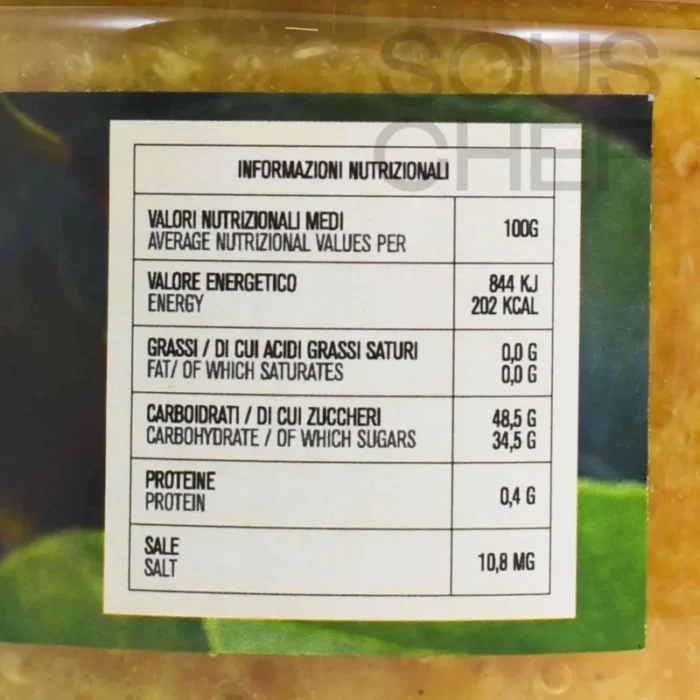 SOUS
CHEF
INFORMAZIONI NUTRIZIONALI
VALORI NUTRIZIONALI MEDI
AVERAGE NUTRIZIONAL VALUES PER
100G
VALORE ENERGETICO
ENERGY
844 KJ
202 KCAL
GRASSI / DI CUI ACIDI GRASSI SATURI
FAT/ OF WHICH SATURATES
0,0 G
0,0 G
CARBOIDRATI / DI CUI ZUCCHERI
CARBOHYDRATE / OF WHICH SUGARS
48,5 G
34,5 G
PROTEINE
PROTEIN
0,4 G
SALE
SALT
10,8 MG